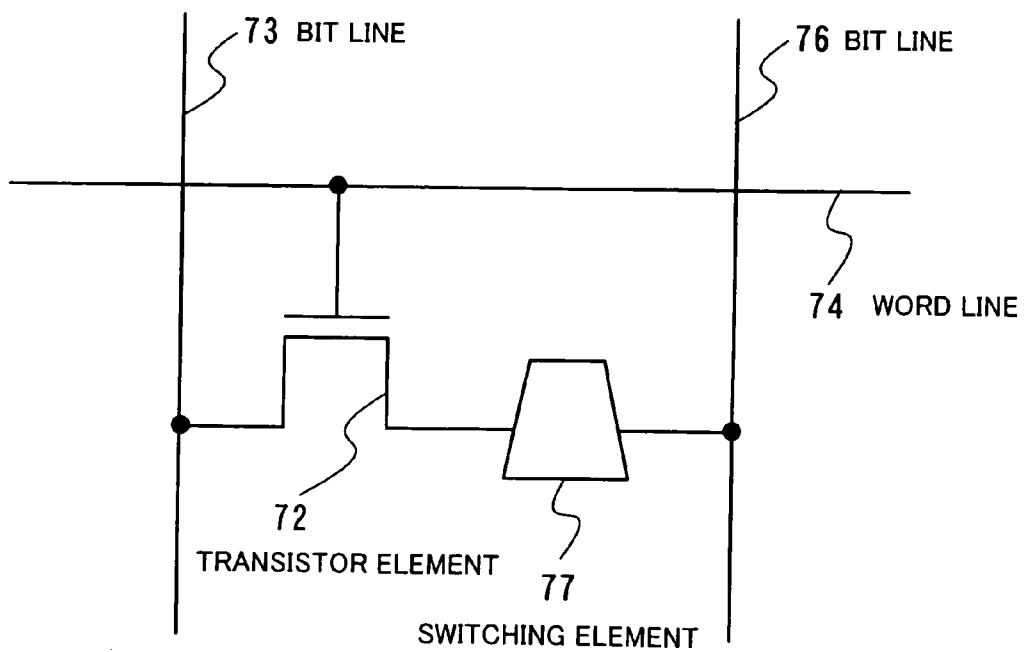 73 BIT LINE
76 BIT LINE
74 WORD LINE
72
TRANSISTOR ELEMENT
77
SWITCHING ELEMENT